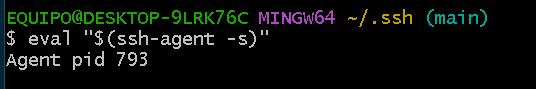 EQUIPO@DESKTOP-9LRK76C MINGW64 ~/.ssh (main)
$ eval "$(ssh-agent -s)"
Agent pid 793